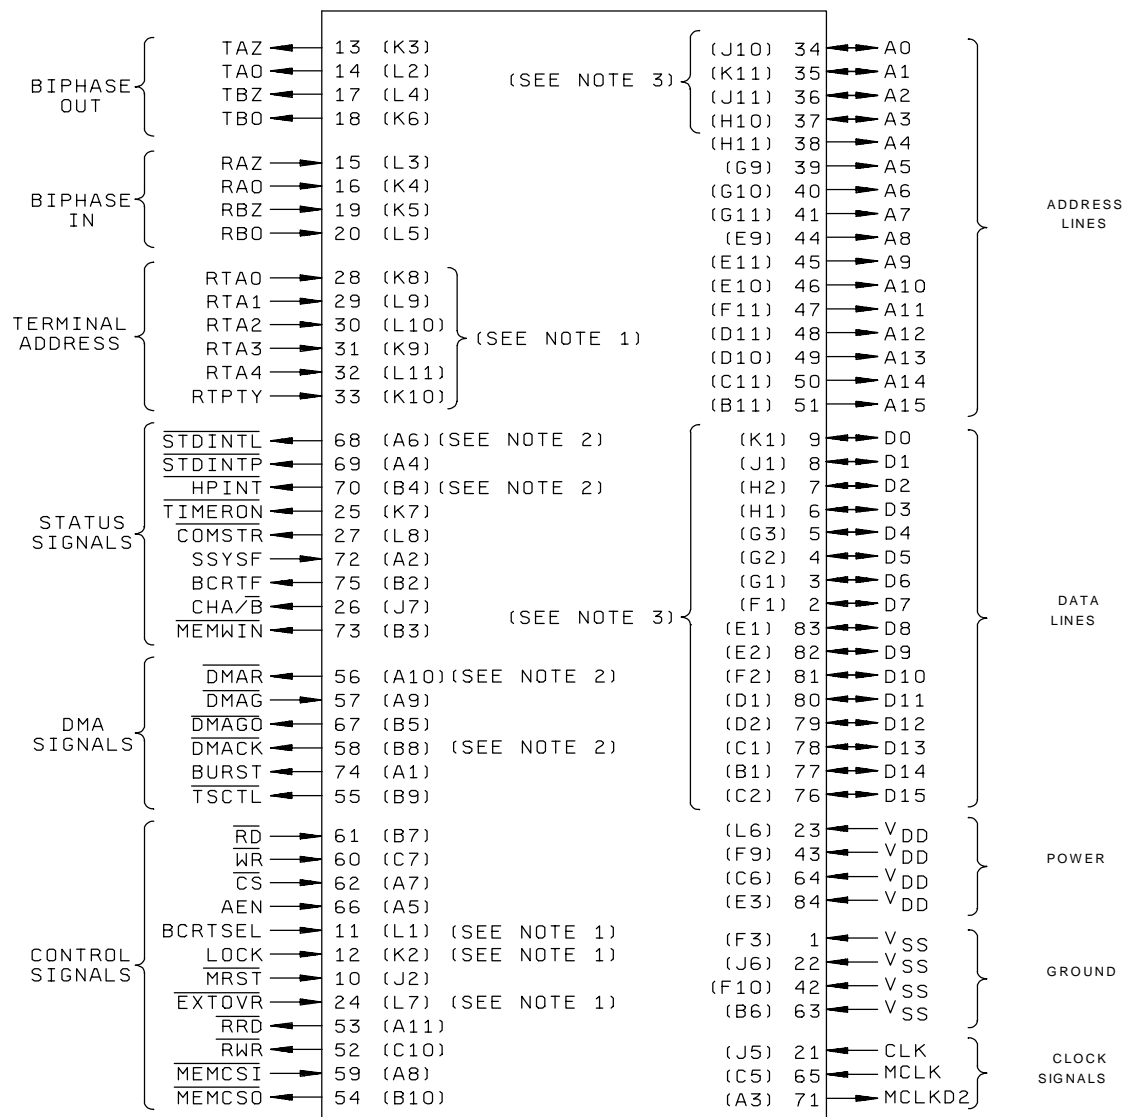 BIPHASE
OUT
TAZ 13 (K3)
TAO 14 (L2)
TBZ 17 (L4)
TBO 18 (K6)
BIPHASE
IN
RAZ 15 (L3)
RAO 16 (K4)
RBZ 19 (K5)
RBO 20 (L5)
TERMINAL
ADDRESS
RTA0 28 (K8)
RTA1 29 (L9)
RTA2 30 (L10)
RTA3 31 (K9)
RTA4 32 (L11)
RTPTY 33 (K10)
(SEE NOTE 1)
STATUS
SIGNALS
STDINTL 68 (A6) (SEE NOTE 2)
STDINTP 69 (A4)
HPINT 70 (B4) (SEE NOTE 2)
TIMERON 25 (K7)
COMSTR 27 (L8)
SSYSF 72 (A2)
BCRTF 75 (B2)
CHA/B 26 (J7)
MEMWIN 73 (B3)
DMA
SIGNALS
DMAR 56 (A10) (SEE NOTE 2)
DMAG 57 (A9)
DMAGO 67 (B5)
DMACK 58 (B8) (SEE NOTE 2)
BURST 74 (A1)
TSCTL 55 (B9)
CONTROL
SIGNALS
RD 61 (B7)
WR 60 (C7)
CS 62 (A7)
AEN 66 (A5)
BCRTSEL 11 (L1) (SEE NOTE 1)
LOCK 12 (K2) (SEE NOTE 1)
MRST 10 (J2)
EXTOVR 24 (L7) (SEE NOTE 1)
RRD 53 (A11)
RWR 52 (C10)
MEMCSI 59 (A8)
MEMCSO 54 (B10)
(SEE NOTE 3)
(J10) 34 A0
(K11) 35 A1
(J11) 36 A2
(H10) 37 A3
(H11) 38 A4
(G9) 39 A5
(G10) 40 A6
(G11) 41 A7
(E9) 44 A8
(E11) 45 A9
(E10) 46 A10
(F11) 47 A11
(D11) 48 A12
(D10) 49 A13
(C11) 50 A14
(B11) 51 A15
ADDRESS
LINES
(SEE NOTE 3)
(K1) 9 D0
(J1) 8 D1
(H2) 7 D2
(H1) 6 D3
(G3) 5 D4
(G2) 4 D5
(G1) 3 D6
(F1) 2 D7
(E1) 83 D8
(E2) 82 D9
(F2) 81 D10
(D1) 80 D11
(D2) 79 D12
(C1) 78 D13
(B1) 77 D14
(C2) 76 D15
DATA
LINES
(L6) 23 VDD
(F9) 43 VDD
(C6) 64 VDD
(E3) 84 VDD
POWER
(F3) 1 VSS
(J6) 22 VSS
(F10) 42 VSS
(B6) 63 VSS
GROUND
(J5) 21 CLK
(C5) 65 MCLK
(A3) 71 MCLKD2
CLOCK
SIGNALS